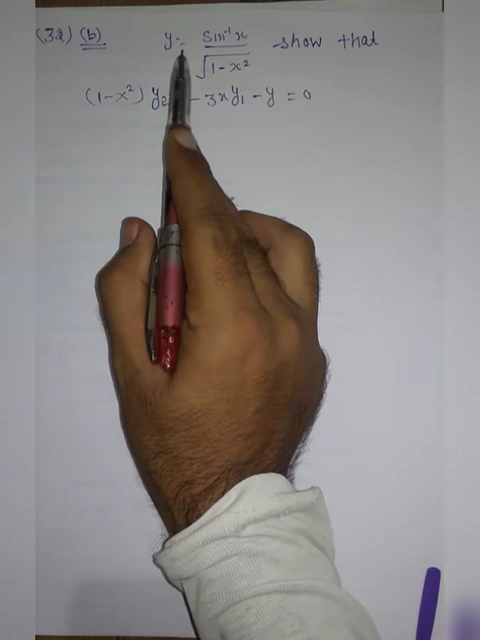 (32) (b) y = Sin⁻¹x / √(1-x²) show that
(1-x²) y₂ - 3xy₁ - y = 0